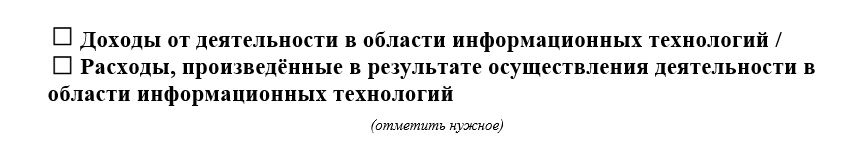 ☐ Доходы от деятельности в области информационных технологий /
☐ Расходы, произведённые в результате осуществления деятельности в
области информационных технологий
(отметить нужное)